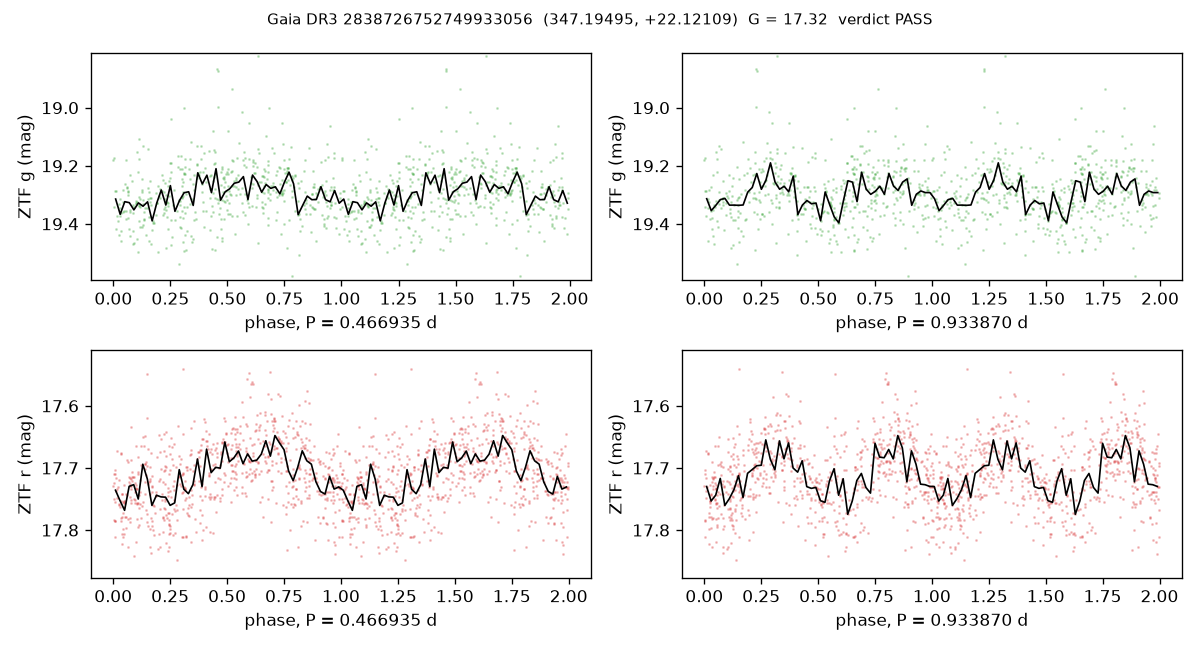 Gaia DR3 2838726752749933056  (347.19495, +22.12109)  G = 17.32  verdict PASS
ZTF g (mag)
19.0
19.2
19.4
0.00 0.25 0.50 0.75 1.00 1.25 1.50 1.75 2.00
phase, P = 0.466935 d
ZTF g (mag)
19.0
19.2
19.4
0.00 0.25 0.50 0.75 1.00 1.25 1.50 1.75 2.00
phase, P = 0.933870 d
ZTF r (mag)
17.6
17.7
17.8
0.00 0.25 0.50 0.75 1.00 1.25 1.50 1.75 2.00
phase, P = 0.466935 d
ZTF r (mag)
17.6
17.7
17.8
0.00 0.25 0.50 0.75 1.00 1.25 1.50 1.75 2.00
phase, P = 0.933870 d